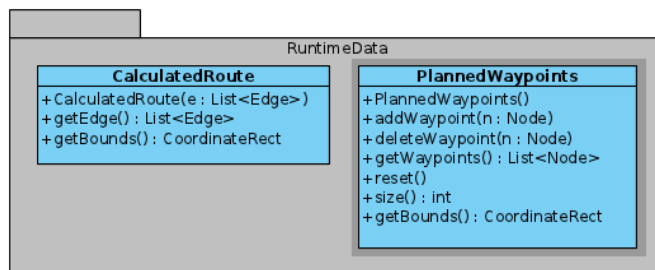 RuntimeData
CalculatedRoute
+CalculatedRoute(e : List<Edge>)
+getEdge() : List<Edge>
+getBounds() : CoordinateRect
PlannedWaypoints
+PlannedWaypoints()
+addWaypoint(n : Node)
+deleteWaypoint(n : Node)
+getWaypoints() : List<Node>
+reset()
+size() : int
+getBounds() : CoordinateRect